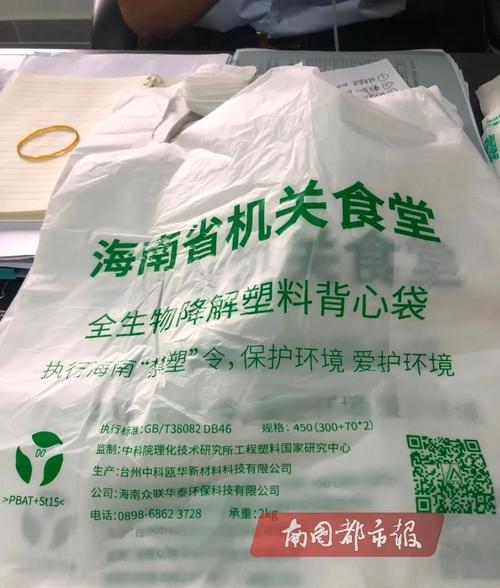 海南省机关食堂
全生物降解塑料背心袋
执行海南“禁塑”令，保护环境 爱护环境
执行标准：GB/T38082 DB46 规格：450(300+70*2)
监制：中科院理化技术研究所工程塑料国家研究中心
生产：台州中科瓯华新材料科技有限公司
公司：海南众联华泰环保科技有限公司
电话：0898-6862 3728 承重：2kg
>PBAT+St15<
南国都市报